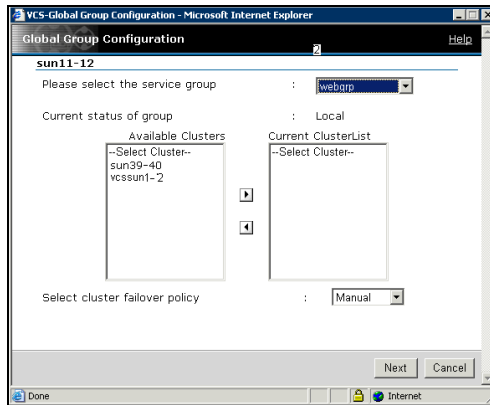 VCS-Global Group Configuration - Microsoft Internet Explorer
Global Group Configuration
2
Help
sun11-12
Please select the service group : webgrp
Current status of group : Local
Available Clusters Current ClusterList
--Select Cluster-- --Select Cluster--
sun39-40
vcssun1-2
Select cluster failover policy : Manual
Next Cancel
Done Internet